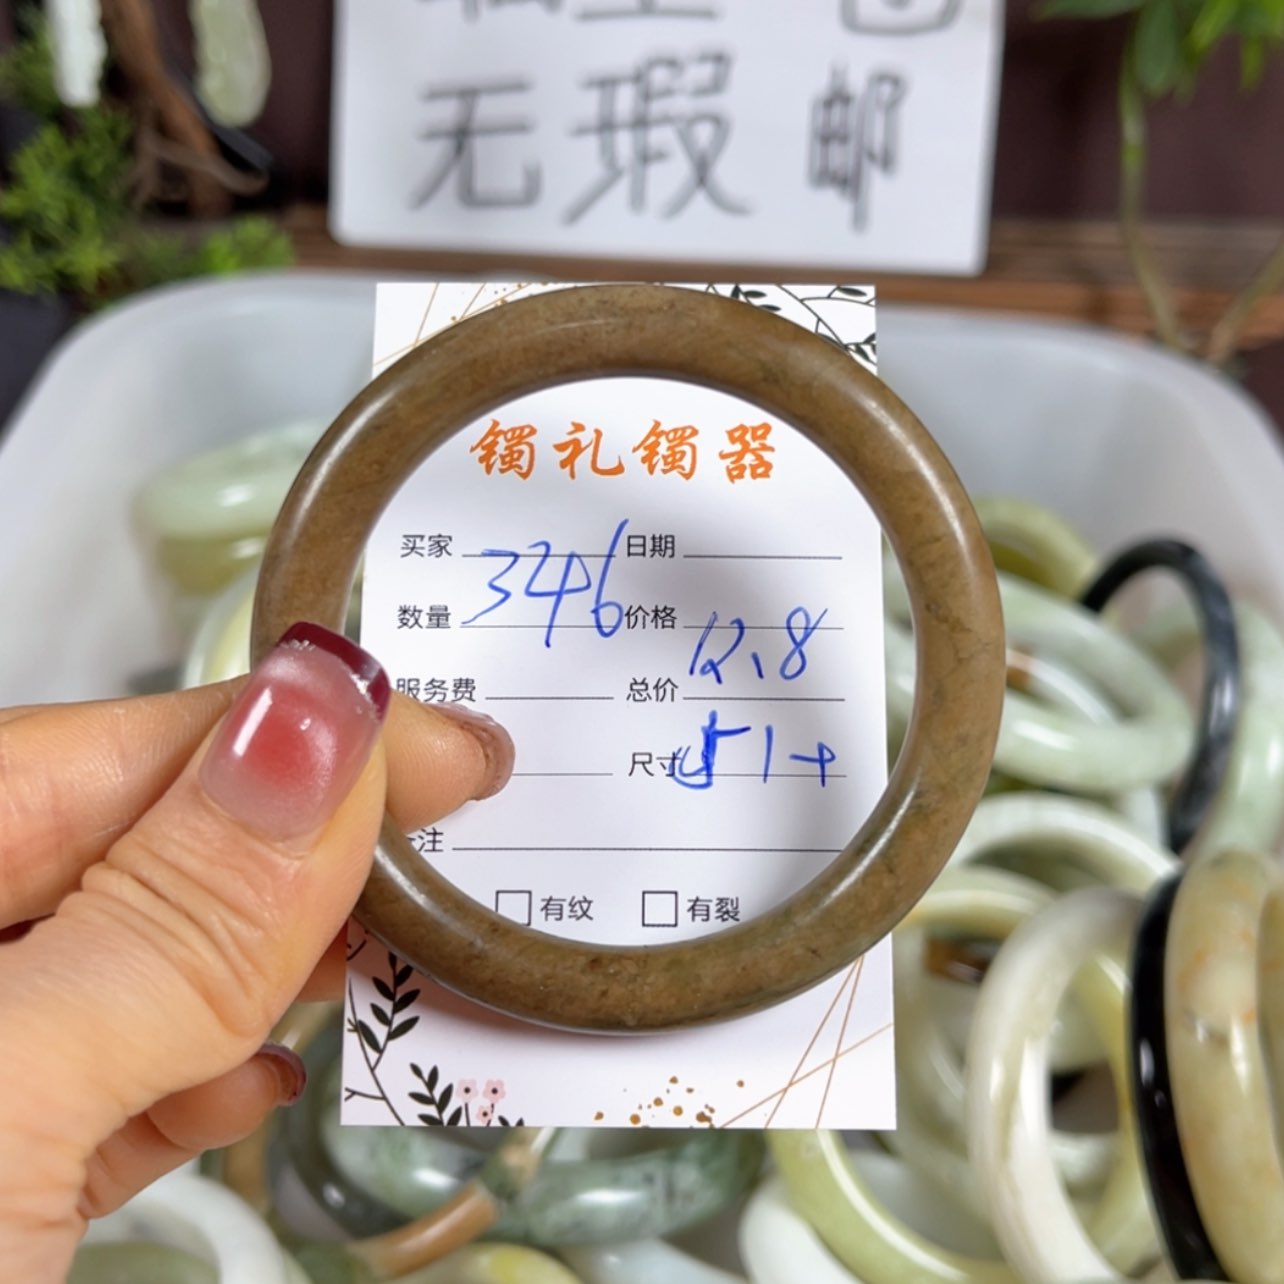 无瑕 邮
镯礼镯器
买家 346 日期
数量 价格 12.8
服务费 总价
尺寸 51+
注
有纹 有裂